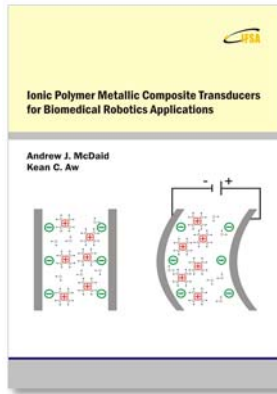 IFSA
Ionic Polymer Metallic Composite Transducers
for Biomedical Robotics Applications
Andrew J. McDaid
Kean C. Aw
- +